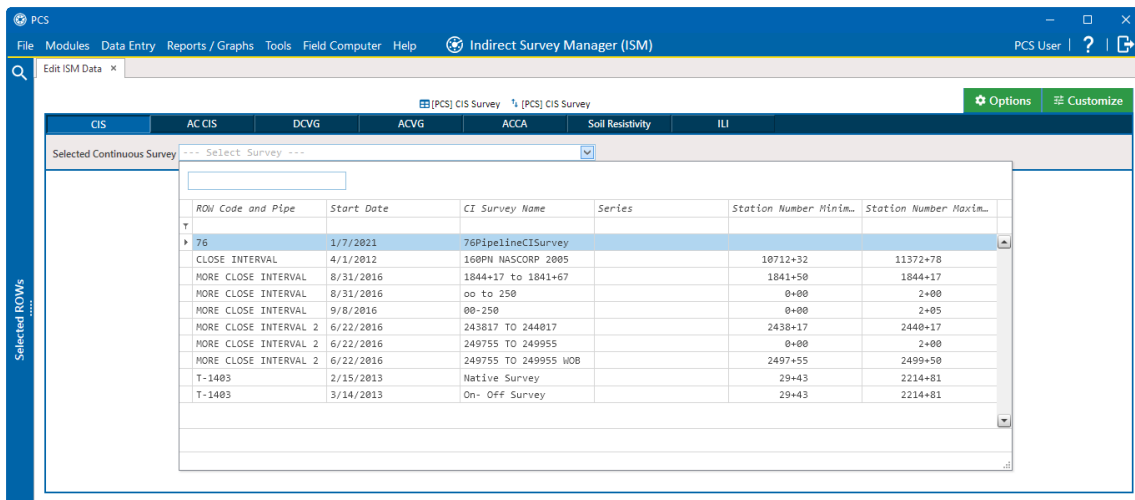 PCS
File Modules Data Entry Reports / Graphs Tools Field Computer Help Indirect Survey Manager (ISM) PCS User | ? |
Edit ISM Data ×
[PCS] CIS Survey [PCS] CIS Survey Options Customize
CIS AC CIS DCVG ACVG ACCA Soil Resistivity ILI
Selected Continuous Survey --- Select Survey ---
ROW Code and Pipe Start Date CI Survey Name Series Station Number Minim… Station Number Maxim…
76 1/7/2021 76PipelineCISurvey
CLOSE INTERVAL 4/1/2012 160PN NASCORP 2005 10712+32 11372+78
MORE CLOSE INTERVAL 8/31/2016 1844+17 to 1841+67 1841+50 1844+17
MORE CLOSE INTERVAL 8/31/2016 oo to 250 0+00 2+00
MORE CLOSE INTERVAL 9/8/2016 00-250 0+00 2+05
MORE CLOSE INTERVAL 2 6/22/2016 243817 TO 244017 2438+17 2440+17
MORE CLOSE INTERVAL 2 6/22/2016 249755 TO 249955 0+00 2+00
MORE CLOSE INTERVAL 2 6/22/2016 249755 TO 249955 WOB 2497+55 2499+50
T-1403 2/15/2013 Native Survey 29+43 2214+81
T-1403 3/14/2013 On- Off Survey 29+43 2214+81
Selected ROWs